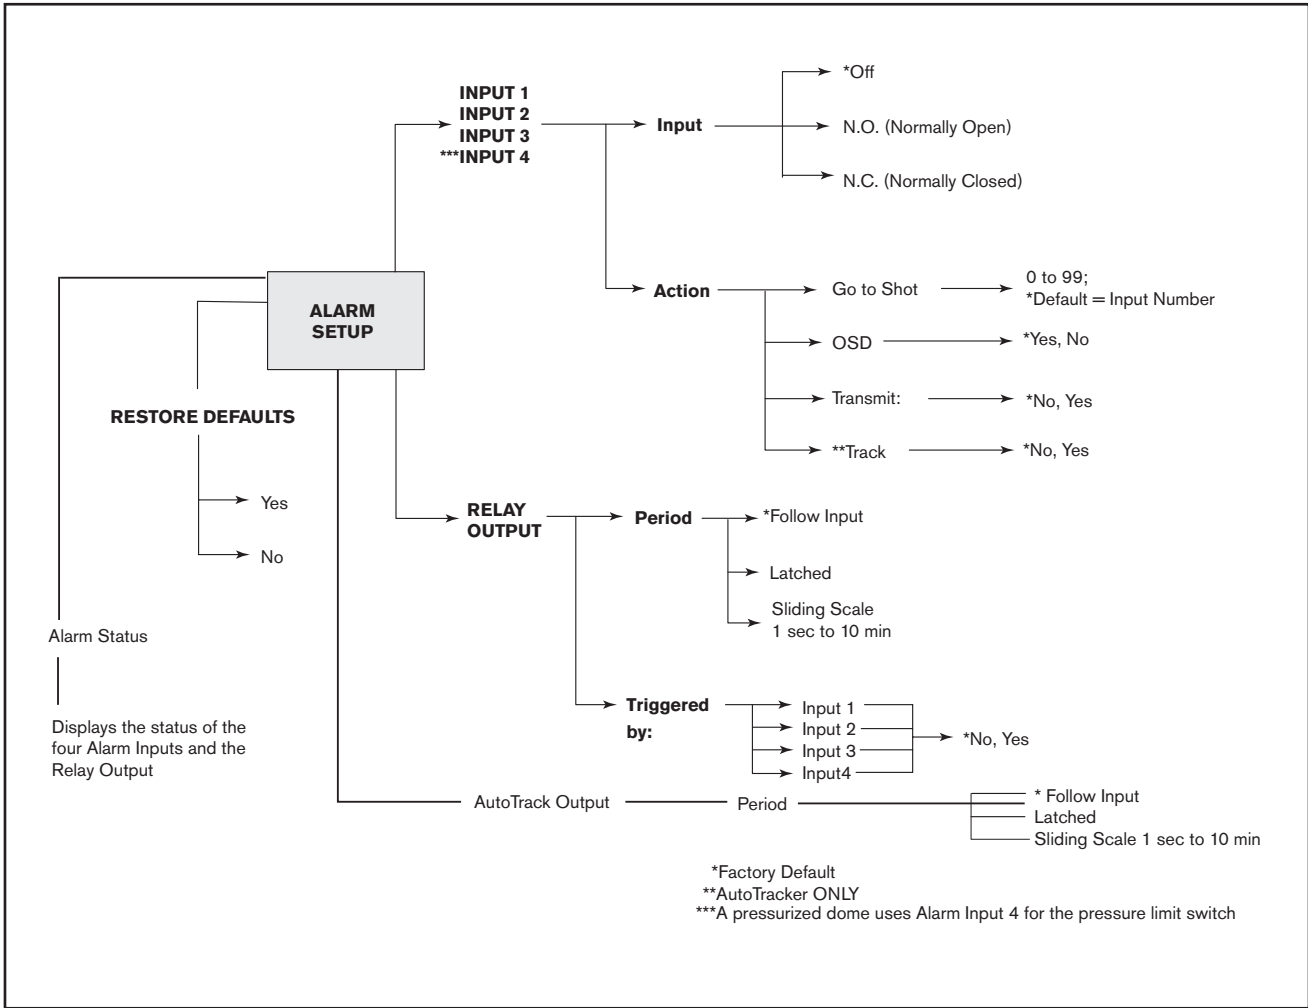 INPUT 1
INPUT 2
INPUT 3
***INPUT 4
Input
*Off
N.O. (Normally Open)
N.C. (Normally Closed)
ALARM
SETUP
Action
Go to Shot
0 to 99;
*Default = Input Number
OSD
*Yes, No
Transmit:
*No, Yes
**Track
*No, Yes
RESTORE DEFAULTS
Yes
No
RELAY
OUTPUT
Period
*Follow Input
Latched
Sliding Scale
1 sec to 10 min
Alarm Status
Displays the status of the
four Alarm Inputs and the
Relay Output
Triggered
by:
Input 1
Input 2
Input 3
Input4
*No, Yes
AutoTrack Output
Period
* Follow Input
Latched
Sliding Scale 1 sec to 10 min
*Factory Default
**AutoTracker ONLY
***A pressurized dome uses Alarm Input 4 for the pressure limit switch